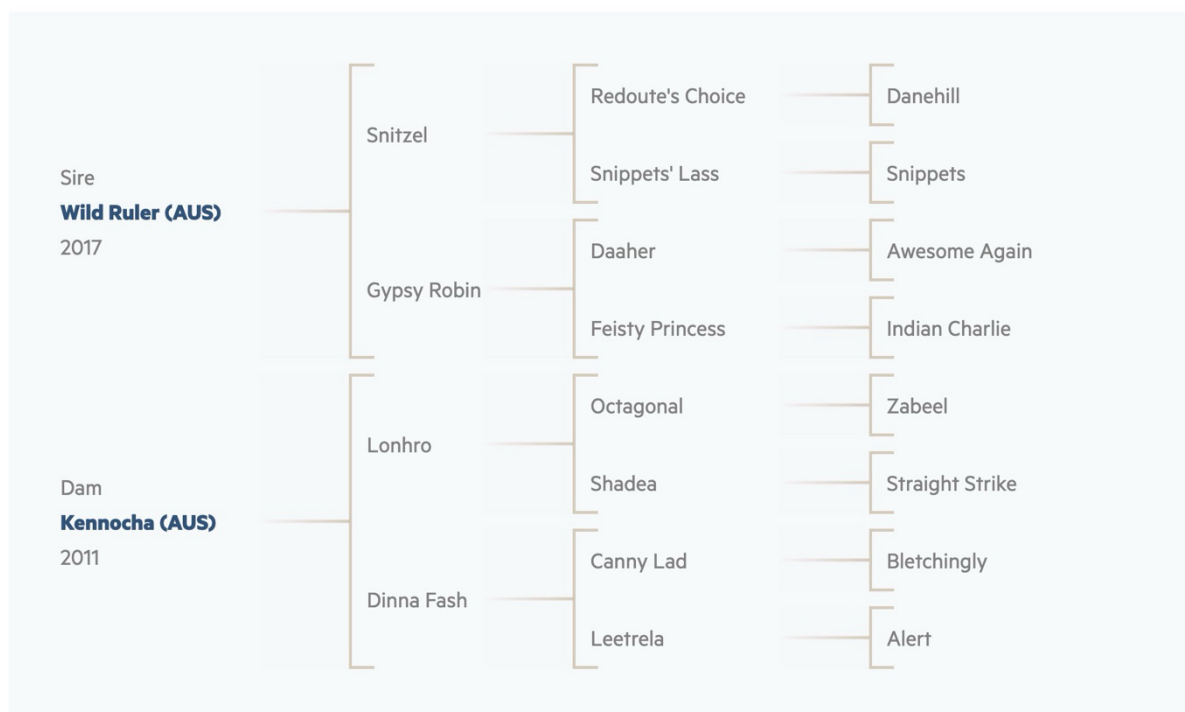 Sire
Wild Ruler (AUS)
2017
Snitzel
Gypsy Robin
Redoute's Choice
Snippets' Lass
Daaher
Feisty Princess
Danehill
Snippets
Awesome Again
Indian Charlie
Dam
Kennocha (AUS)
2011
Lonhro
Dinna Fash
Octagonal
Shadea
Canny Lad
Leetrela
Zabeel
Straight Strike
Bletchingly
Alert